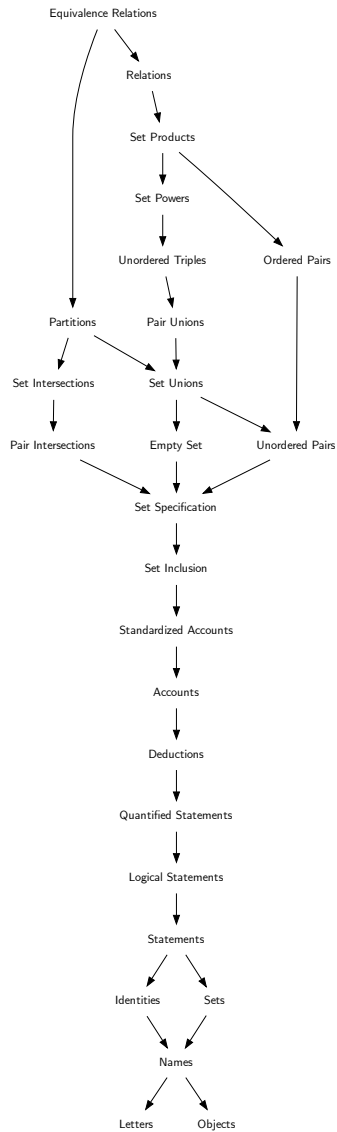 Equivalence Relations
Relations
Set Products
Set Powers
Unordered Triples
Ordered Pairs
Partitions
Pair Unions
Set Intersections
Set Unions
Pair Intersections
Empty Set
Unordered Pairs
Set Specification
Set Inclusion
Standardized Accounts
Accounts
Deductions
Quantified Statements
Logical Statements
Statements
Identities
Sets
Names
Letters
Objects